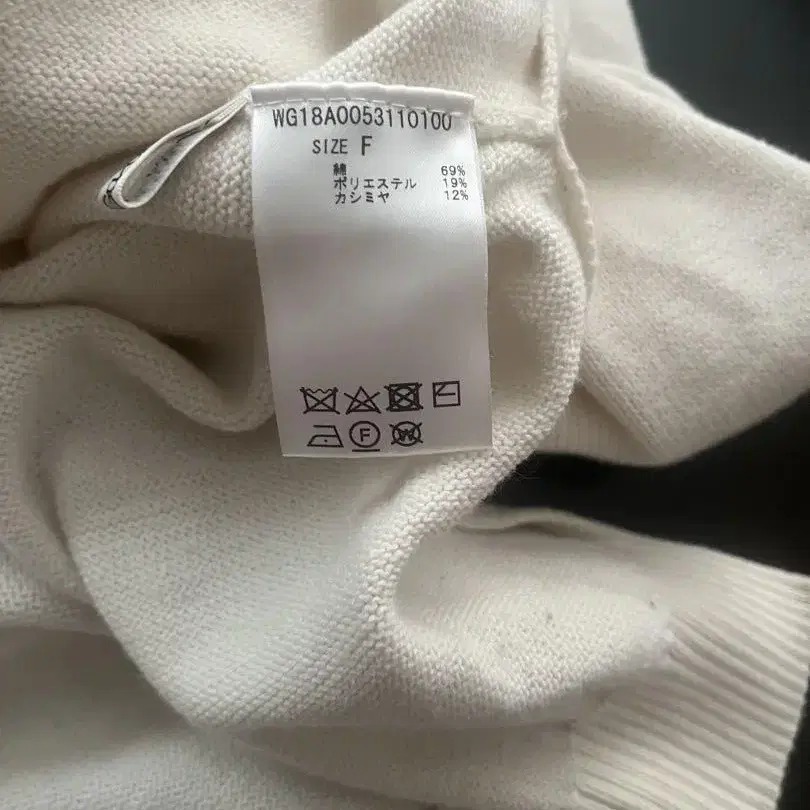 WG18A0053110100
SIZE F
綿 69%
ポリエステル 19%
カシミヤ 12%
F W